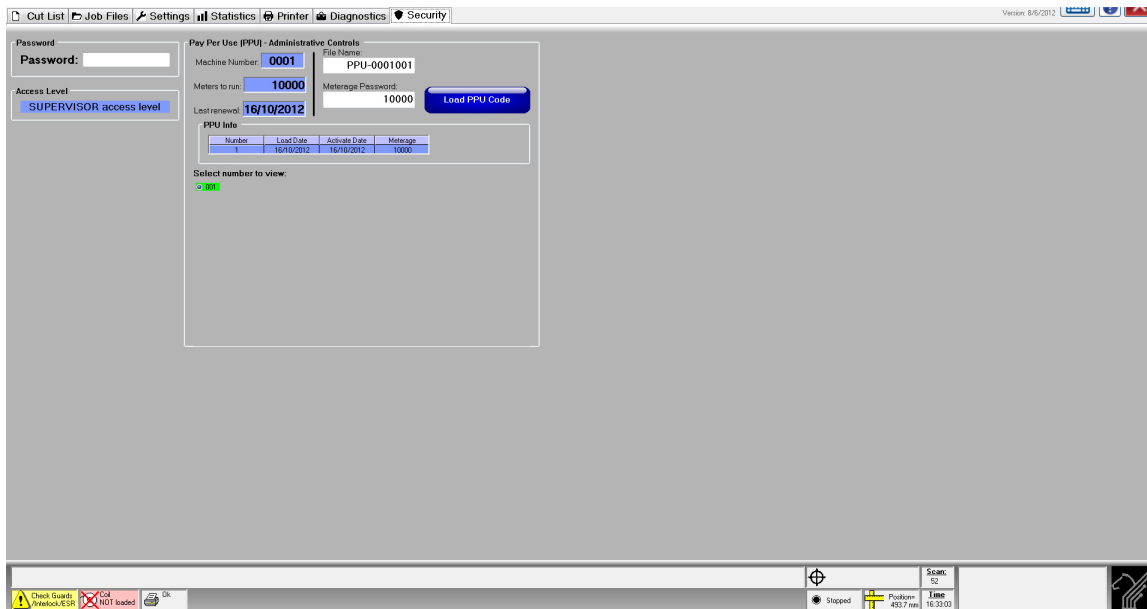 Cut List Job Files Settings Statistics Printer Diagnostics Security
Version: 8/6/2012
Password
Password:
Access Level
SUPERVISOR access level
Pay Per Use (PPU) - Administrative Controls
Machine Number: 0001
Meters to run: 10000
Last renewal: 16/10/2012
File Name:
PPU-0001001
Meterage Password:
10000
Load PPU Code
PPU Info
Number Load Date Activate Date Meterage
1 16/10/2012 16/10/2012 10000
Select number to view:
001
Scan:
52
Check Guards
/Interlock/ESR
Coil
NOT loaded
Ok
Stopped
Position=
493.7 mm
Time
16:33:03